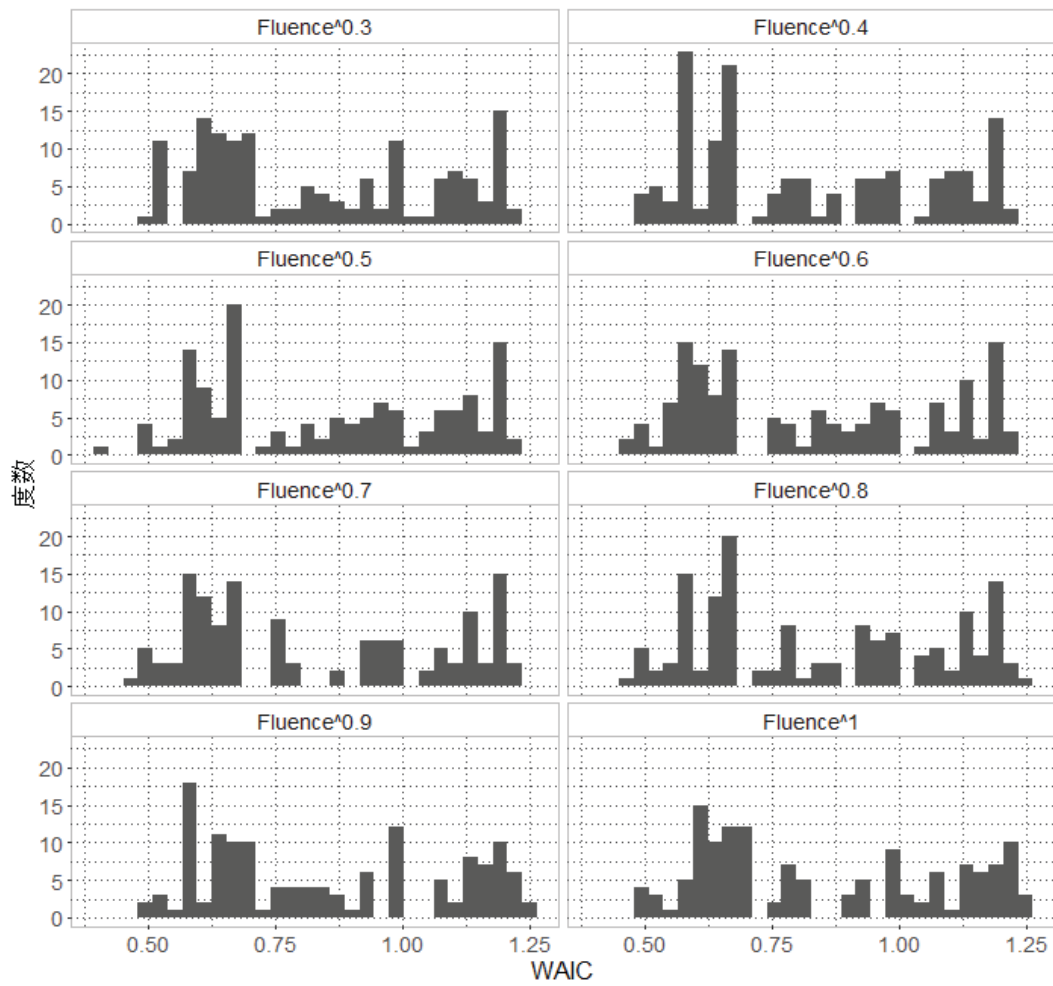 Fluence^0.3 Fluence^0.4
20
15
10
5
0
Fluence^0.5 Fluence^0.6
20
15
10
5
0
度数
Fluence^0.7 Fluence^0.8
20
15
10
5
0
Fluence^0.9 Fluence^1
20
15
10
5
0
0.50 0.75 1.00 1.25 0.50 0.75 1.00 1.25
WAIC